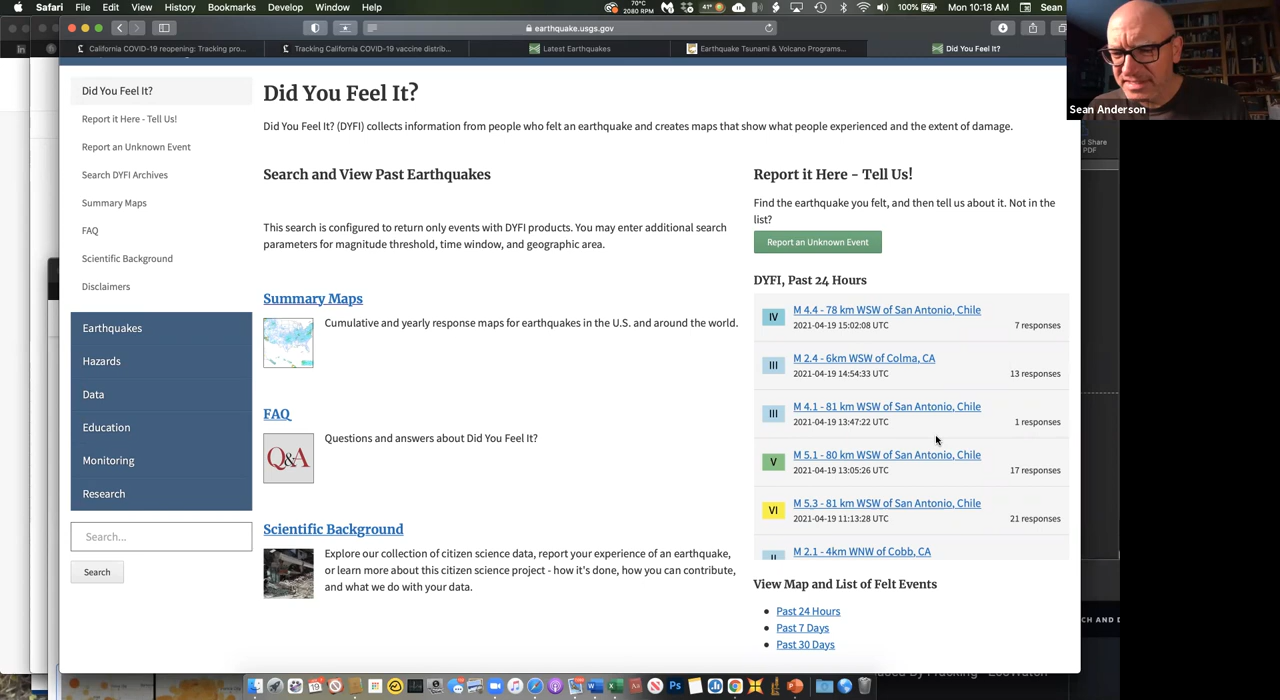 Safari File Edit View History Bookmarks Develop Window Help 70°C 2080 RPM 41° 100% Mon 10:18 AM Sean
earthquake.usgs.gov
California COVID-19 reopening: Tracking pro... Tracking California COVID-19 vaccine distrib... Latest Earthquakes Earthquake Tsunami & Volcano Programs... Did You Feel It?
Sean Anderson
d Share
PDF
Did You Feel It?
Report it Here - Tell Us!
Report an Unknown Event
Search DYFI Archives
Summary Maps
FAQ
Scientific Background
Disclaimers
Earthquakes
Hazards
Data
Education
Monitoring
Research
Search...
Search
Did You Feel It?
Did You Feel It? (DYFI) collects information from people who felt an earthquake and creates maps that show what people experienced and the extent of damage.
Search and View Past Earthquakes
This search is configured to return only events with DYFI products. You may enter additional search
parameters for magnitude threshold, time window, and geographic area.
Summary Maps
Cumulative and yearly response maps for earthquakes in the U.S. and around the world.
FAQ
Q&A
Questions and answers about Did You Feel It?
Scientific Background
Explore our collection of citizen science data, report your experience of an earthquake,
or learn more about this citizen science project - how it's done, how you can contribute,
and what we do with your data.
Report it Here - Tell Us!
Find the earthquake you felt, and then tell us about it. Not in the
list?
Report an Unknown Event
DYFI, Past 24 Hours
IV M 4.4 - 78 km WSW of San Antonio, Chile
2021-04-19 15:02:08 UTC 7 responses
III M 2.4 - 6km WSW of Colma, CA
2021-04-19 14:54:33 UTC 13 responses
III M 4.1 - 81 km WSW of San Antonio, Chile
2021-04-19 13:47:22 UTC 1 responses
V M 5.1 - 80 km WSW of San Antonio, Chile
2021-04-19 13:05:26 UTC 17 responses
VI M 5.3 - 81 km WSW of San Antonio, Chile
2021-04-19 11:13:28 UTC 21 responses
II M 2.1 - 4km WNW of Cobb, CA
View Map and List of Felt Events
Past 24 Hours
Past 7 Days
Past 30 Days
CH AND D